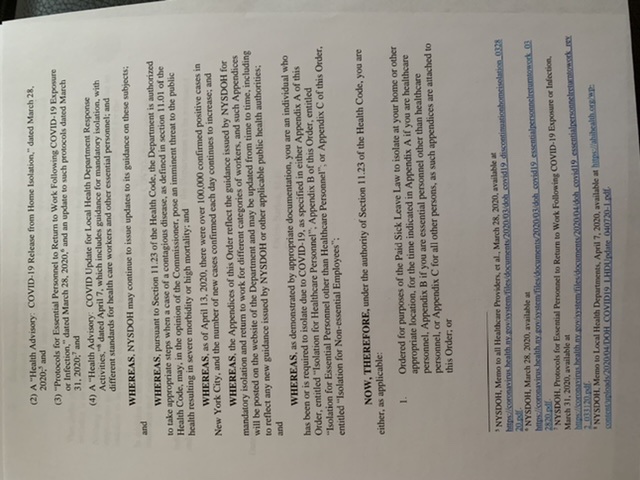 (2) A "Health Advisory: COVID-19 Release from Home Isolation," dated March 28,
2020;⁵ and
(3) "Protocols for Essential Personnel to Return to Work Following COVID-19 Exposure
or Infection," dated March 28, 2020,⁶ and an update to such protocols dated March
31, 2020;⁷ and
(4) A "Health Advisory: COVID Update for Local Health Department Response
Activities,"⁸ dated April 7, which includes guidance for mandatory isolation, with
different standards for health care workers and other essential personnel; and
WHEREAS, NYSDOH may continue to issue updates to its guidance on these subjects;
and
WHEREAS, pursuant to Section 11.23 of the Health Code, the Department is authorized
to take appropriate steps when a case of a contagious disease, as defined in section 11.01 of the
Health Code, may, in the opinion of the Commissioner, pose an imminent threat to the public
health resulting in severe morbidity or high mortality; and
WHEREAS, as of April 13, 2020, there were over 100,000 confirmed positive cases in
New York City, and the number of new cases confirmed each day continues to increase; and
WHEREAS, the Appendices of this Order reflect the guidance issued by NYSDOH for
mandatory isolation and return to work for different categories of workers, and such Appendices
will be posted on the website of the Department and may be updated from time to time, including
to reflect any new guidance issued by NYSDOH or other applicable public health authorities;
and
WHEREAS, as demonstrated by appropriate documentation, you are an individual who
has been or is required to isolate due to COVID-19, as specified in either Appendix A of this
Order, entitled "Isolation for Healthcare Personnel"; Appendix B of this Order, entitled
"Isolation for Essential Personnel other than Healthcare Personnel", or Appendix C of this Order,
entitled "Isolation for Non-essential Employees";
NOW, THEREFORE, under the authority of Section 11.23 of the Health Code, you are
either, as applicable:
1. Ordered for purposes of the Paid Sick Leave Law to isolate at your home or other
appropriate location, for the time indicated in Appendix A if you are healthcare
personnel, Appendix B if you are essential personnel other than healthcare
personnel, or Appendix C for all other persons, as such appendices are attached to
this Order; or
⁵ NYSDOH, Memo to all Healthcare Providers, et al., March 28, 2020, available at
https://coronavirus.health.ny.gov/system/files/documents/2020/03/doh_covid19_discontinuationhomeisolation_0328
20.pdf.
⁶ NYSDOH, March 28, 2020, available at
https://coronavirus.health.ny.gov/system/files/documents/2020/03/doh_covid19_essentialpersonnelreturntowork_03
2820.pdf.
⁷ NYSDOH, Protocols for Essential Personnel to Return to Work Following COVID-19 Exposure or Infection,
March 31, 2020, available at
https://coronavirus.health.ny.gov/system/files/documents/2020/04/doh_covid19_essentialpersonnelreturntowork_rev
2_033120.pdf.
⁸ NYSDOH, Memo to Local Health Departments, April 7, 2020, available at https://ahihealth.org/wp-
content/uploads/2020/04/DOH_COVID19_LHDUpdate_040720-1.pdf.